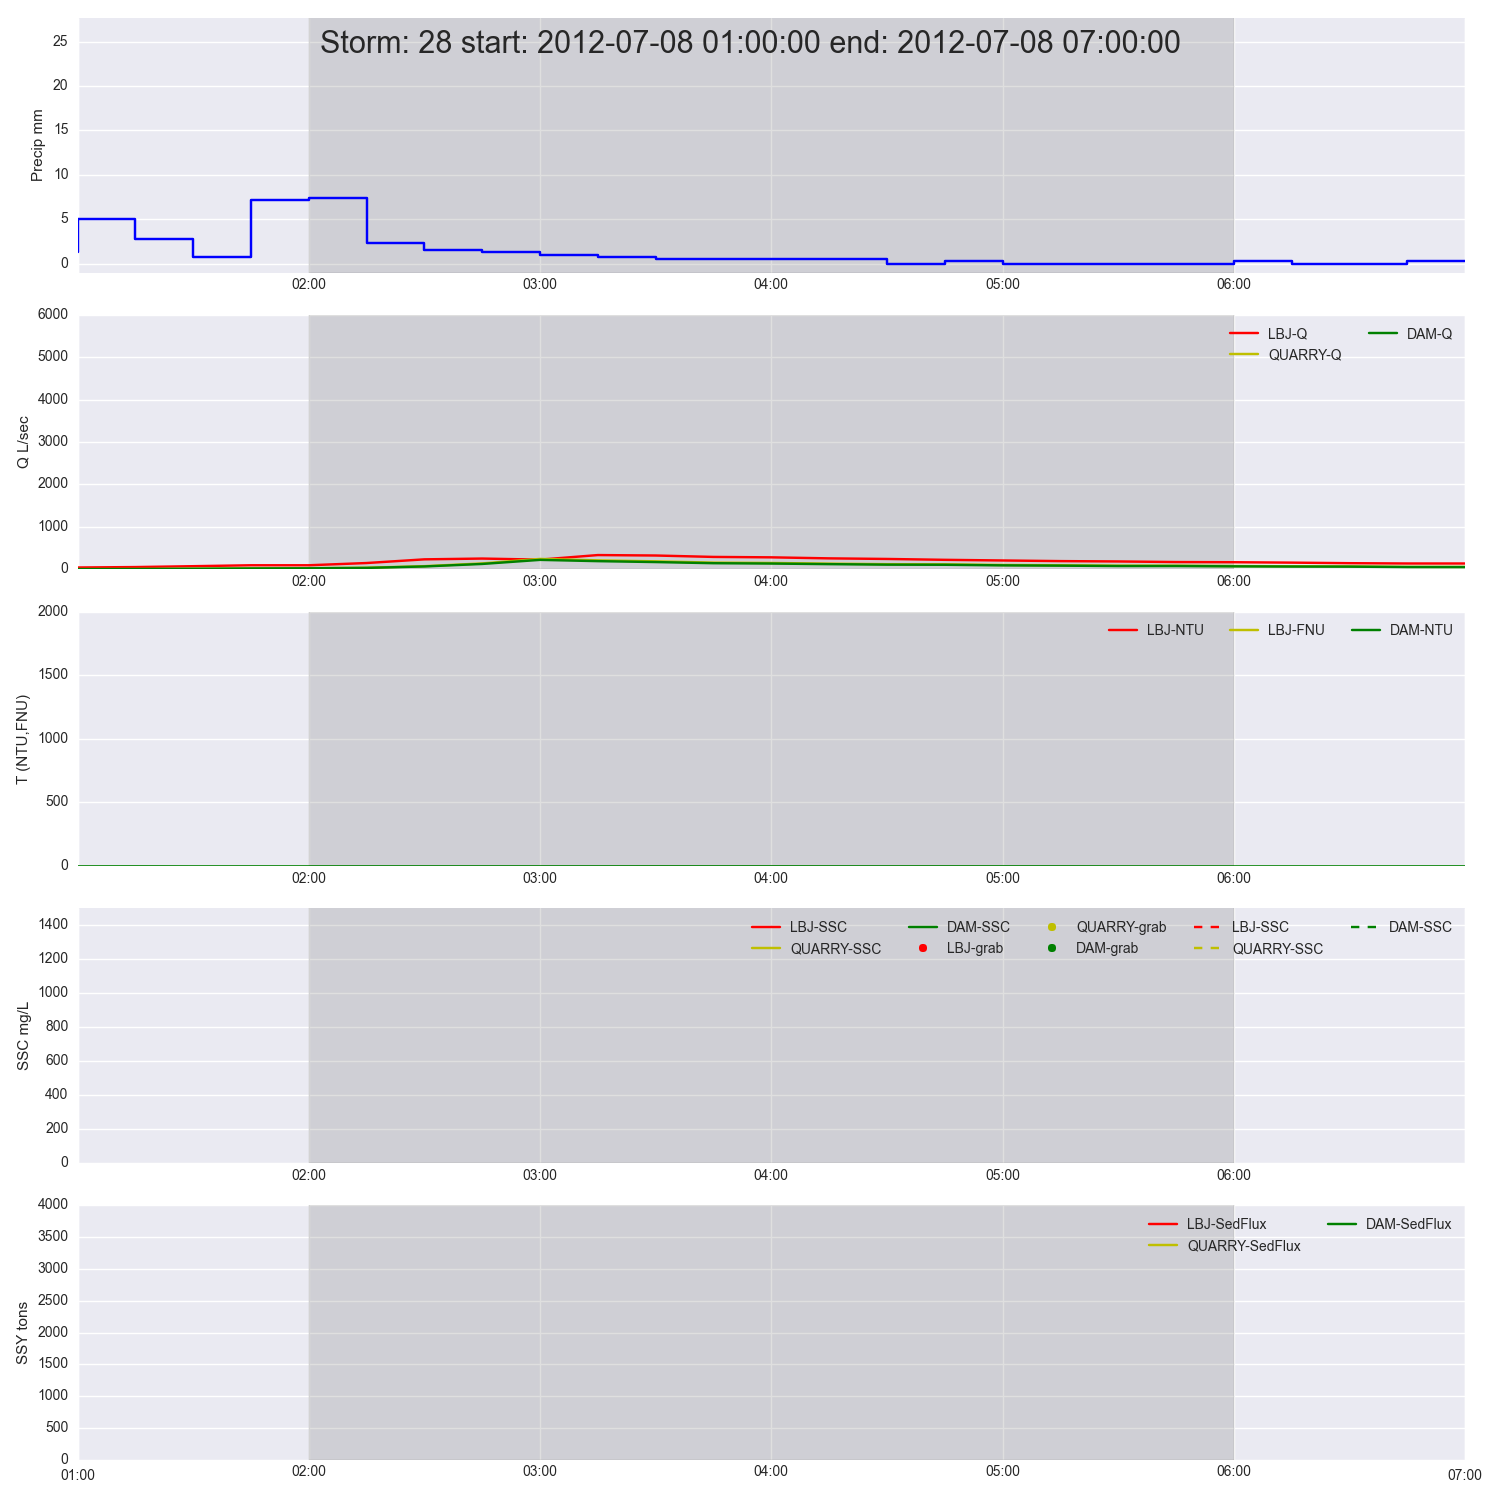 Storm: 28 start: 2012-07-08 01:00:00 end: 2012-07-08 07:00:00
Precip mm
25
20
15
10
5
0
02:00 03:00 04:00 05:00 06:00
Q L/sec
6000
5000
4000
3000
2000
1000
0
LBJ-Q DAM-Q
QUARRY-Q
02:00 03:00 04:00 05:00 06:00
T (NTU,FNU)
2000
1500
1000
500
0
LBJ-NTU LBJ-FNU DAM-NTU
02:00 03:00 04:00 05:00 06:00
SSC mg/L
1400
1200
1000
800
600
400
200
0
LBJ-SSC DAM-SSC QUARRY-grab LBJ-SSC DAM-SSC
QUARRY-SSC LBJ-grab DAM-grab QUARRY-SSC
02:00 03:00 04:00 05:00 06:00
SSY tons
4000
3500
3000
2500
2000
1500
1000
500
0
LBJ-SedFlux DAM-SedFlux
QUARRY-SedFlux
01:00 02:00 03:00 04:00 05:00 06:00 07:00